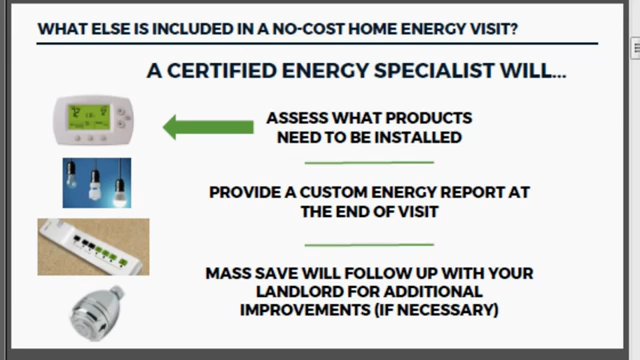 WHAT ELSE IS INCLUDED IN A NO-COST HOME ENERGY VISIT?
A CERTIFIED ENERGY SPECIALIST WILL...
ASSESS WHAT PRODUCTS
NEED TO BE INSTALLED
PROVIDE A CUSTOM ENERGY REPORT AT
THE END OF VISIT
MASS SAVE WILL FOLLOW UP WITH YOUR
LANDLORD FOR ADDITIONAL
IMPROVEMENTS (IF NECESSARY)